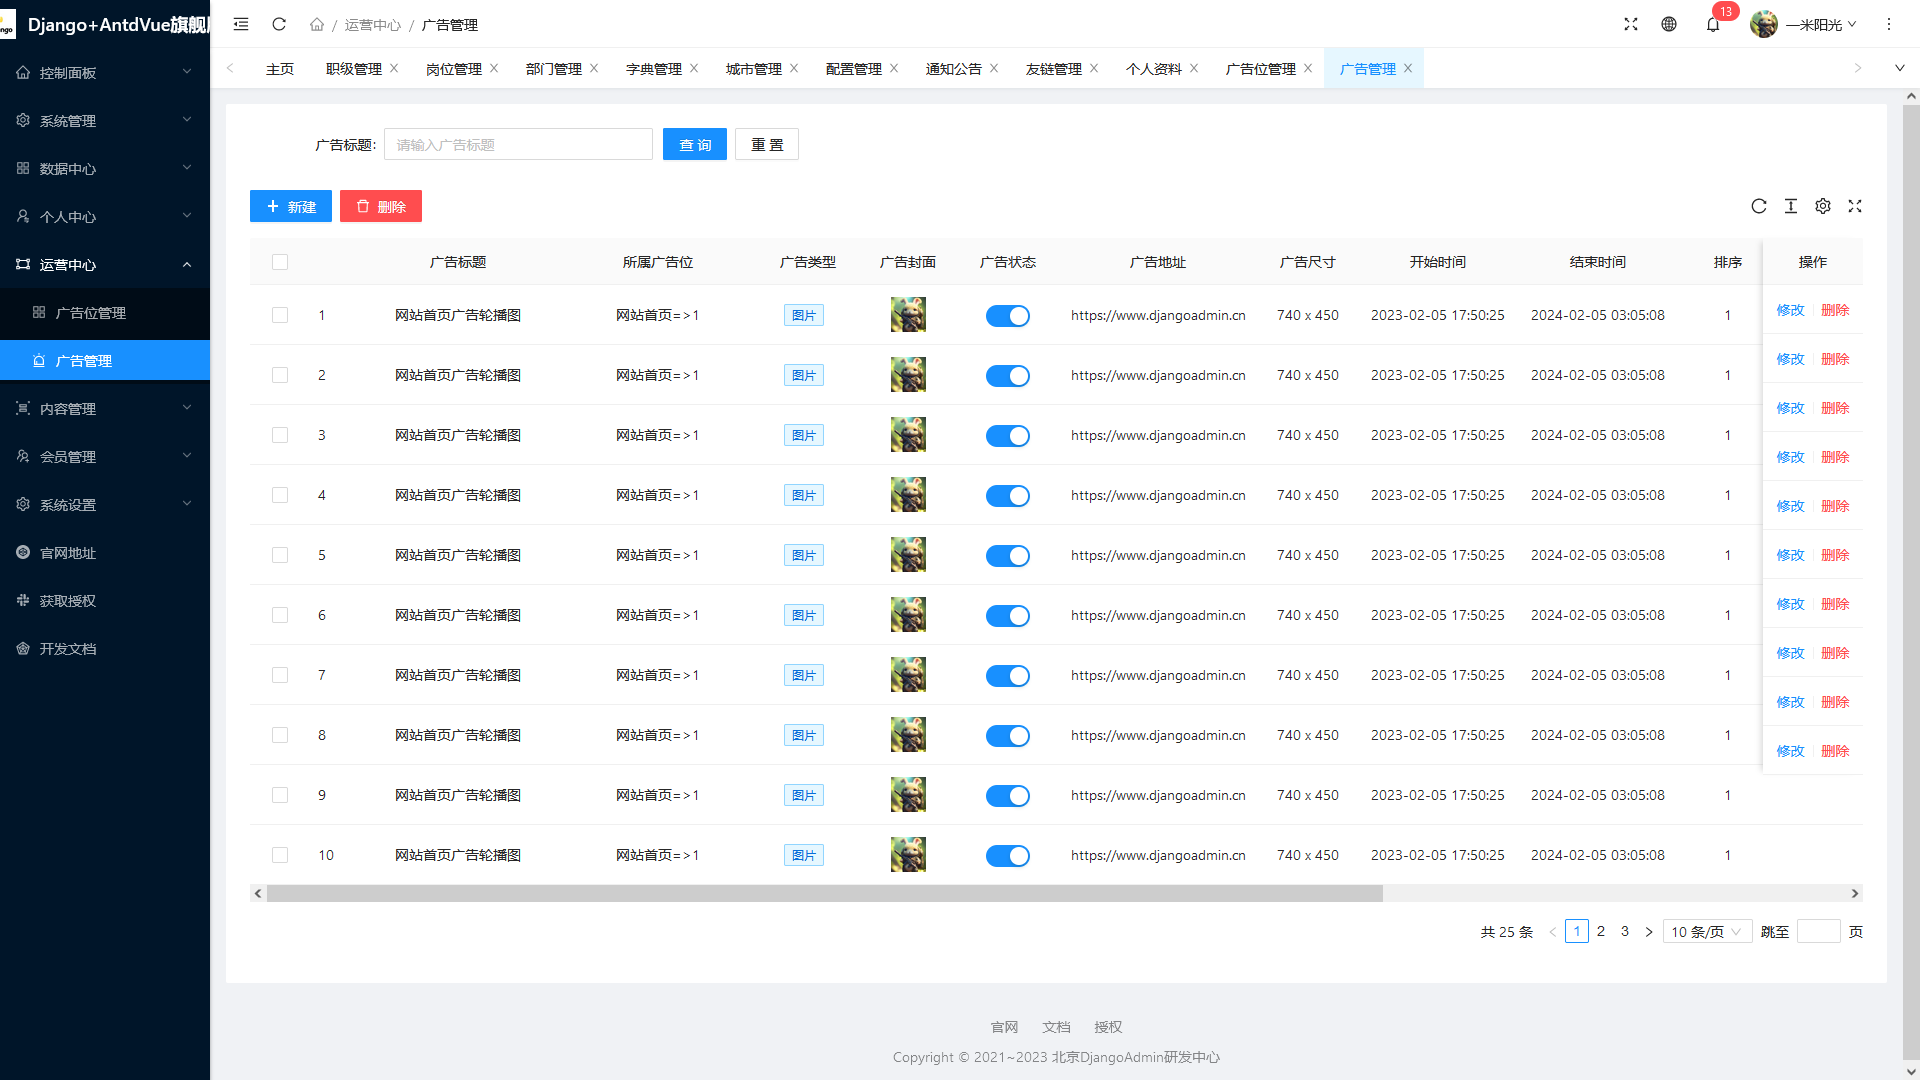 Django+AntdVue旗舰
控制面板
系统管理
数据中心
个人中心
运营中心
广告位管理
广告管理
内容管理
会员管理
系统设置
官网地址
获取授权
开发文档
/ 运营中心 / 广告管理
13
一米阳光
主页 职级管理 岗位管理 部门管理 字典管理 城市管理 配置管理 通知公告 友链管理 个人资料 广告位管理 广告管理
广告标题: 请输入广告标题 查 询 重 置
新建 删除
广告标题 所属广告位 广告类型 广告封面 广告状态 广告地址 广告尺寸 开始时间 结束时间 排序 操作
1 网站首页广告轮播图 网站首页=>1 图片 https://www.djangoadmin.cn 740 x 450 2023-02-05 17:50:25 2024-02-05 03:05:08 1 修改 删除
2 网站首页广告轮播图 网站首页=>1 图片 https://www.djangoadmin.cn 740 x 450 2023-02-05 17:50:25 2024-02-05 03:05:08 1 修改 删除
3 网站首页广告轮播图 网站首页=>1 图片 https://www.djangoadmin.cn 740 x 450 2023-02-05 17:50:25 2024-02-05 03:05:08 1 修改 删除
4 网站首页广告轮播图 网站首页=>1 图片 https://www.djangoadmin.cn 740 x 450 2023-02-05 17:50:25 2024-02-05 03:05:08 1 修改 删除
5 网站首页广告轮播图 网站首页=>1 图片 https://www.djangoadmin.cn 740 x 450 2023-02-05 17:50:25 2024-02-05 03:05:08 1 修改 删除
6 网站首页广告轮播图 网站首页=>1 图片 https://www.djangoadmin.cn 740 x 450 2023-02-05 17:50:25 2024-02-05 03:05:08 1 修改 删除
7 网站首页广告轮播图 网站首页=>1 图片 https://www.djangoadmin.cn 740 x 450 2023-02-05 17:50:25 2024-02-05 03:05:08 1 修改 删除
8 网站首页广告轮播图 网站首页=>1 图片 https://www.djangoadmin.cn 740 x 450 2023-02-05 17:50:25 2024-02-05 03:05:08 1 修改 删除
9 网站首页广告轮播图 网站首页=>1 图片 https://www.djangoadmin.cn 740 x 450 2023-02-05 17:50:25 2024-02-05 03:05:08 1 修改 删除
10 网站首页广告轮播图 网站首页=>1 图片 https://www.djangoadmin.cn 740 x 450 2023-02-05 17:50:25 2024-02-05 03:05:08 1 修改 删除
共 25 条 1 2 3 10 条/页 跳至 页
官网 文档 授权
Copyright © 2021~2023 北京DjangoAdmin研发中心